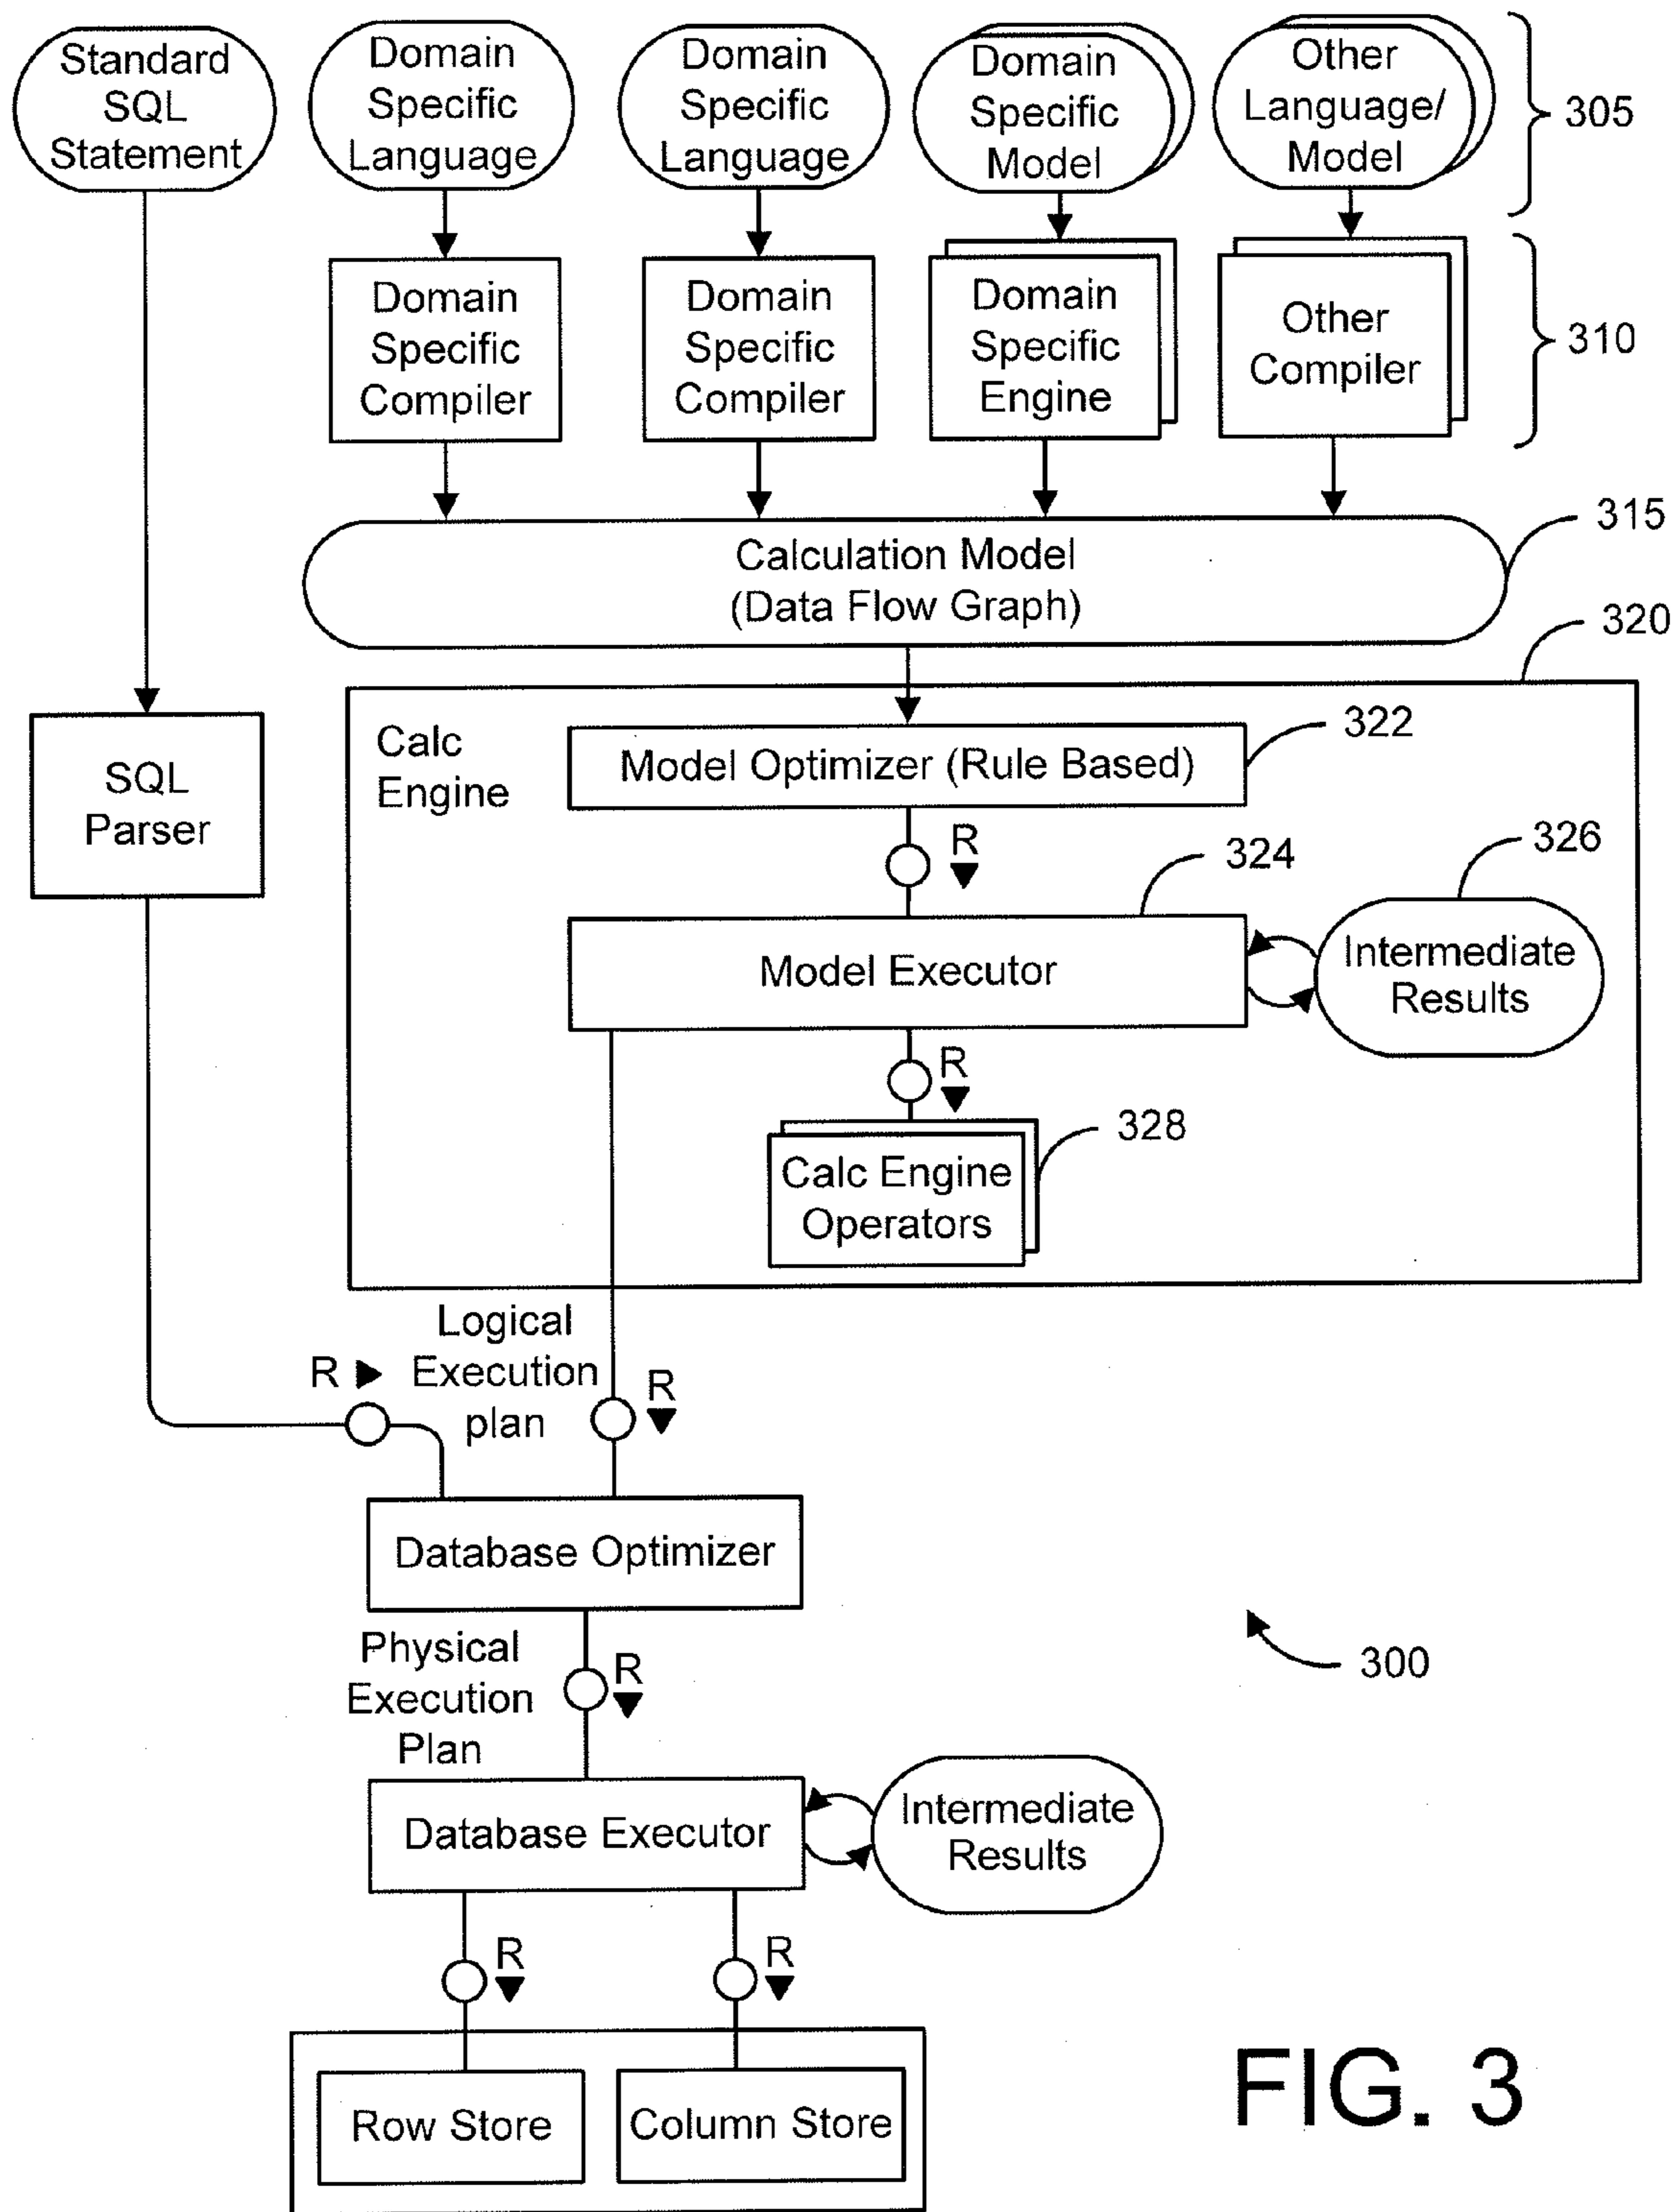 Standard
SQL
Statement
Domain
Specific
Language
Domain
Specific
Language
Domain
Specific
Model
Other
Language/
Model
305
Domain
Specific
Compiler
Domain
Specific
Compiler
Domain
Specific
Engine
Other
Compiler
310
315
Calculation Model
(Data Flow Graph)
320
SQL
Parser
Calc
Engine
Model Optimizer (Rule Based)
322
R
324
326
Model Executor
Intermediate
Results
R
328
Calc Engine
Operators
Logical
Execution
plan
R
R
Database Optimizer
Physical
Execution
Plan
R
300
Database Executor
Intermediate
Results
R
R
Row Store
Column Store
FIG. 3